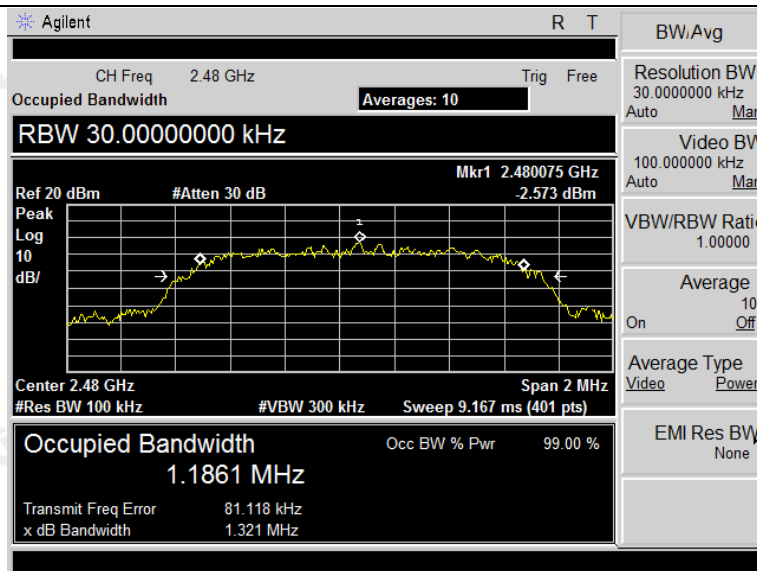 Agilent R T
CH Freq 2.48 GHz Trig Free
Occupied Bandwidth Averages: 10
RBW 30.00000000 kHz
Mkr1 2.480075 GHz
Ref 20 dBm #Atten 30 dB -2.573 dBm
Peak
Log
10
dB/
1
Center 2.48 GHz Span 2 MHz
#Res BW 100 kHz #VBW 300 kHz Sweep 9.167 ms (401 pts)
Occupied Bandwidth Occ BW % Pwr 99.00 %
1.1861 MHz
Transmit Freq Error 81.118 kHz
x dB Bandwidth 1.321 MHz
BW/Avg
Resolution BW
30.0000000 kHz
Auto Man
Video BW
100.000000 kHz
Auto Man
VBW/RBW Ratio
1.00000
Average
10
On Off
Average Type
Video Power
EMI Res BW
None